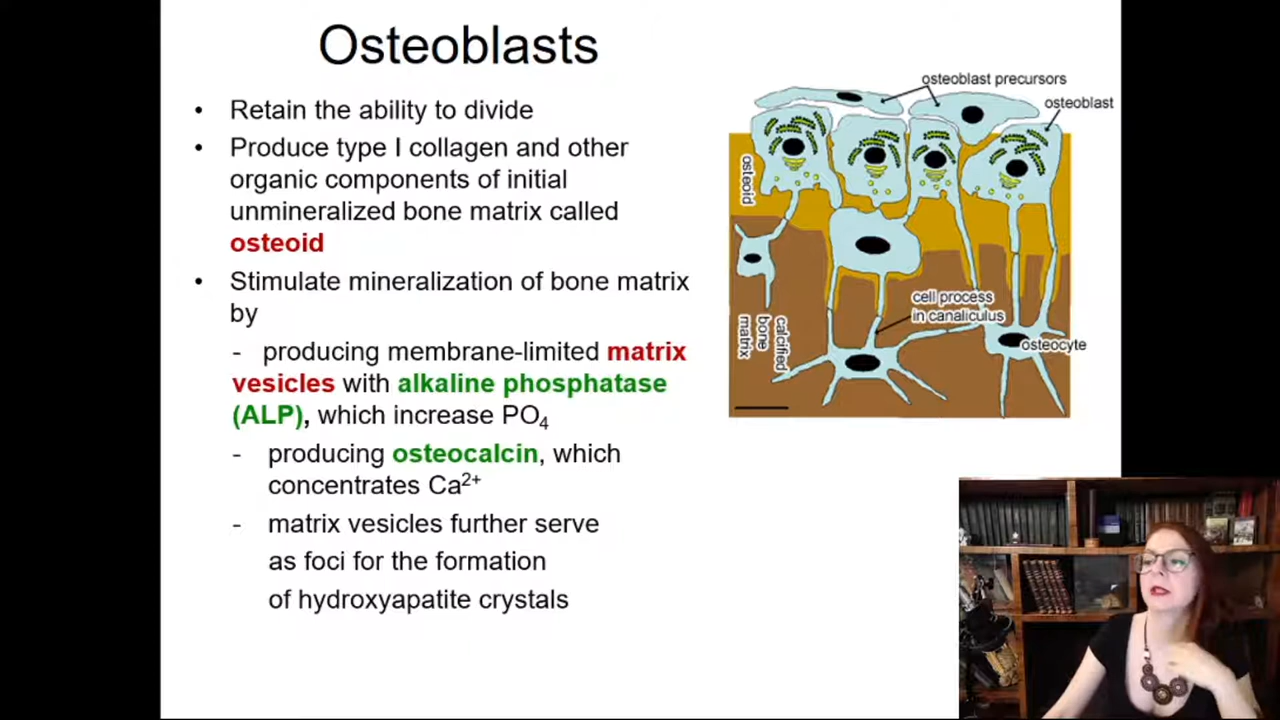 Osteoblasts
• Retain the ability to divide
• Produce type I collagen and other
organic components of initial
unmineralized bone matrix called
osteoid
• Stimulate mineralization of bone matrix
by
- producing membrane-limited matrix
vesicles with alkaline phosphatase
(ALP), which increase PO₄
- producing osteocalcin, which
concentrates Ca²⁺
- matrix vesicles further serve
as foci for the formation
of hydroxyapatite crystals
osteoblast precursors
osteoblast
osteoid
cell process
in canaliculus
calcified
bone
matrix
osteocyte